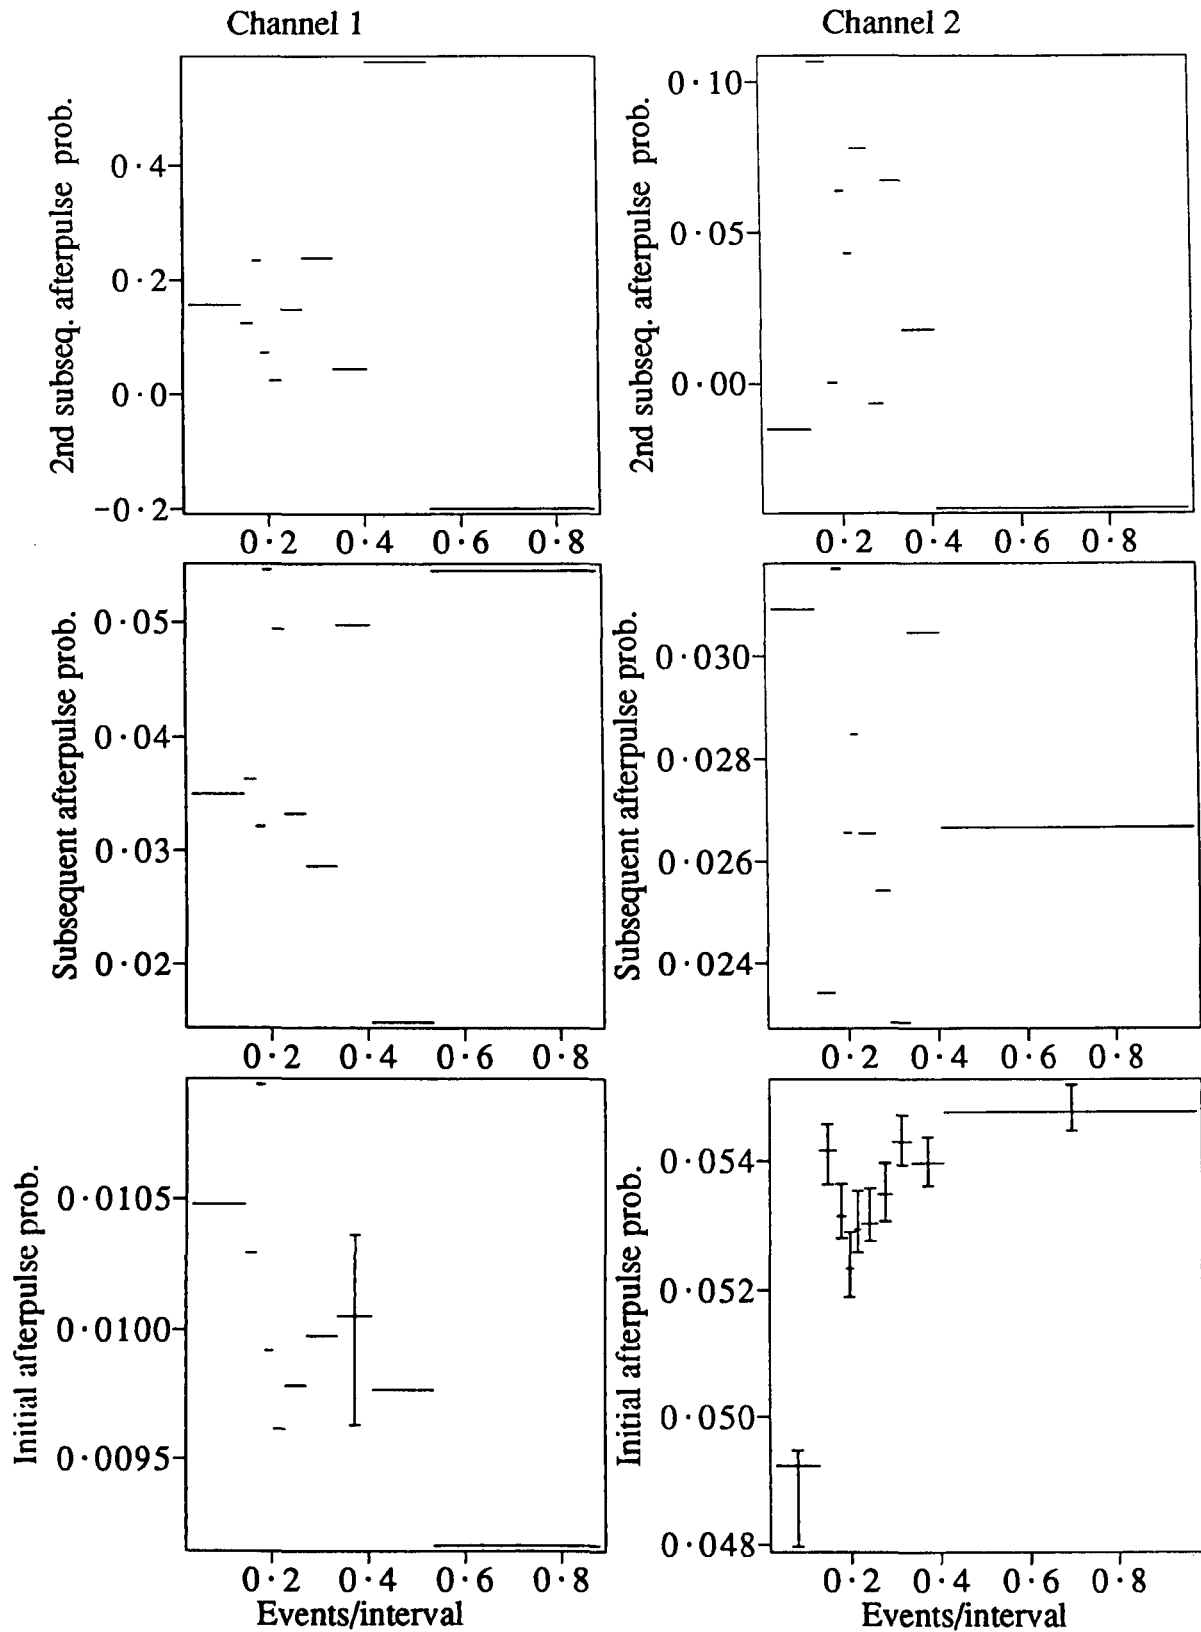 Channel 1
Channel 2
2nd subseq. afterpulse prob.
0·4
0·2
0·0
-0·2
0·2 0·4 0·6 0·8
2nd subseq. afterpulse prob.
0·10
0·05
0·00
0·2 0·4 0·6 0·8
Subsequent afterpulse prob.
0·05
0·04
0·03
0·02
0·2 0·4 0·6 0·8
Subsequent afterpulse prob.
0·030
0·028
0·026
0·024
0·2 0·4 0·6 0·8
Initial afterpulse prob.
0·0105
0·0100
0·0095
0·2 0·4 0·6 0·8
Events/interval
Initial afterpulse prob.
0·054
0·052
0·050
0·048
0·2 0·4 0·6 0·8
Events/interval